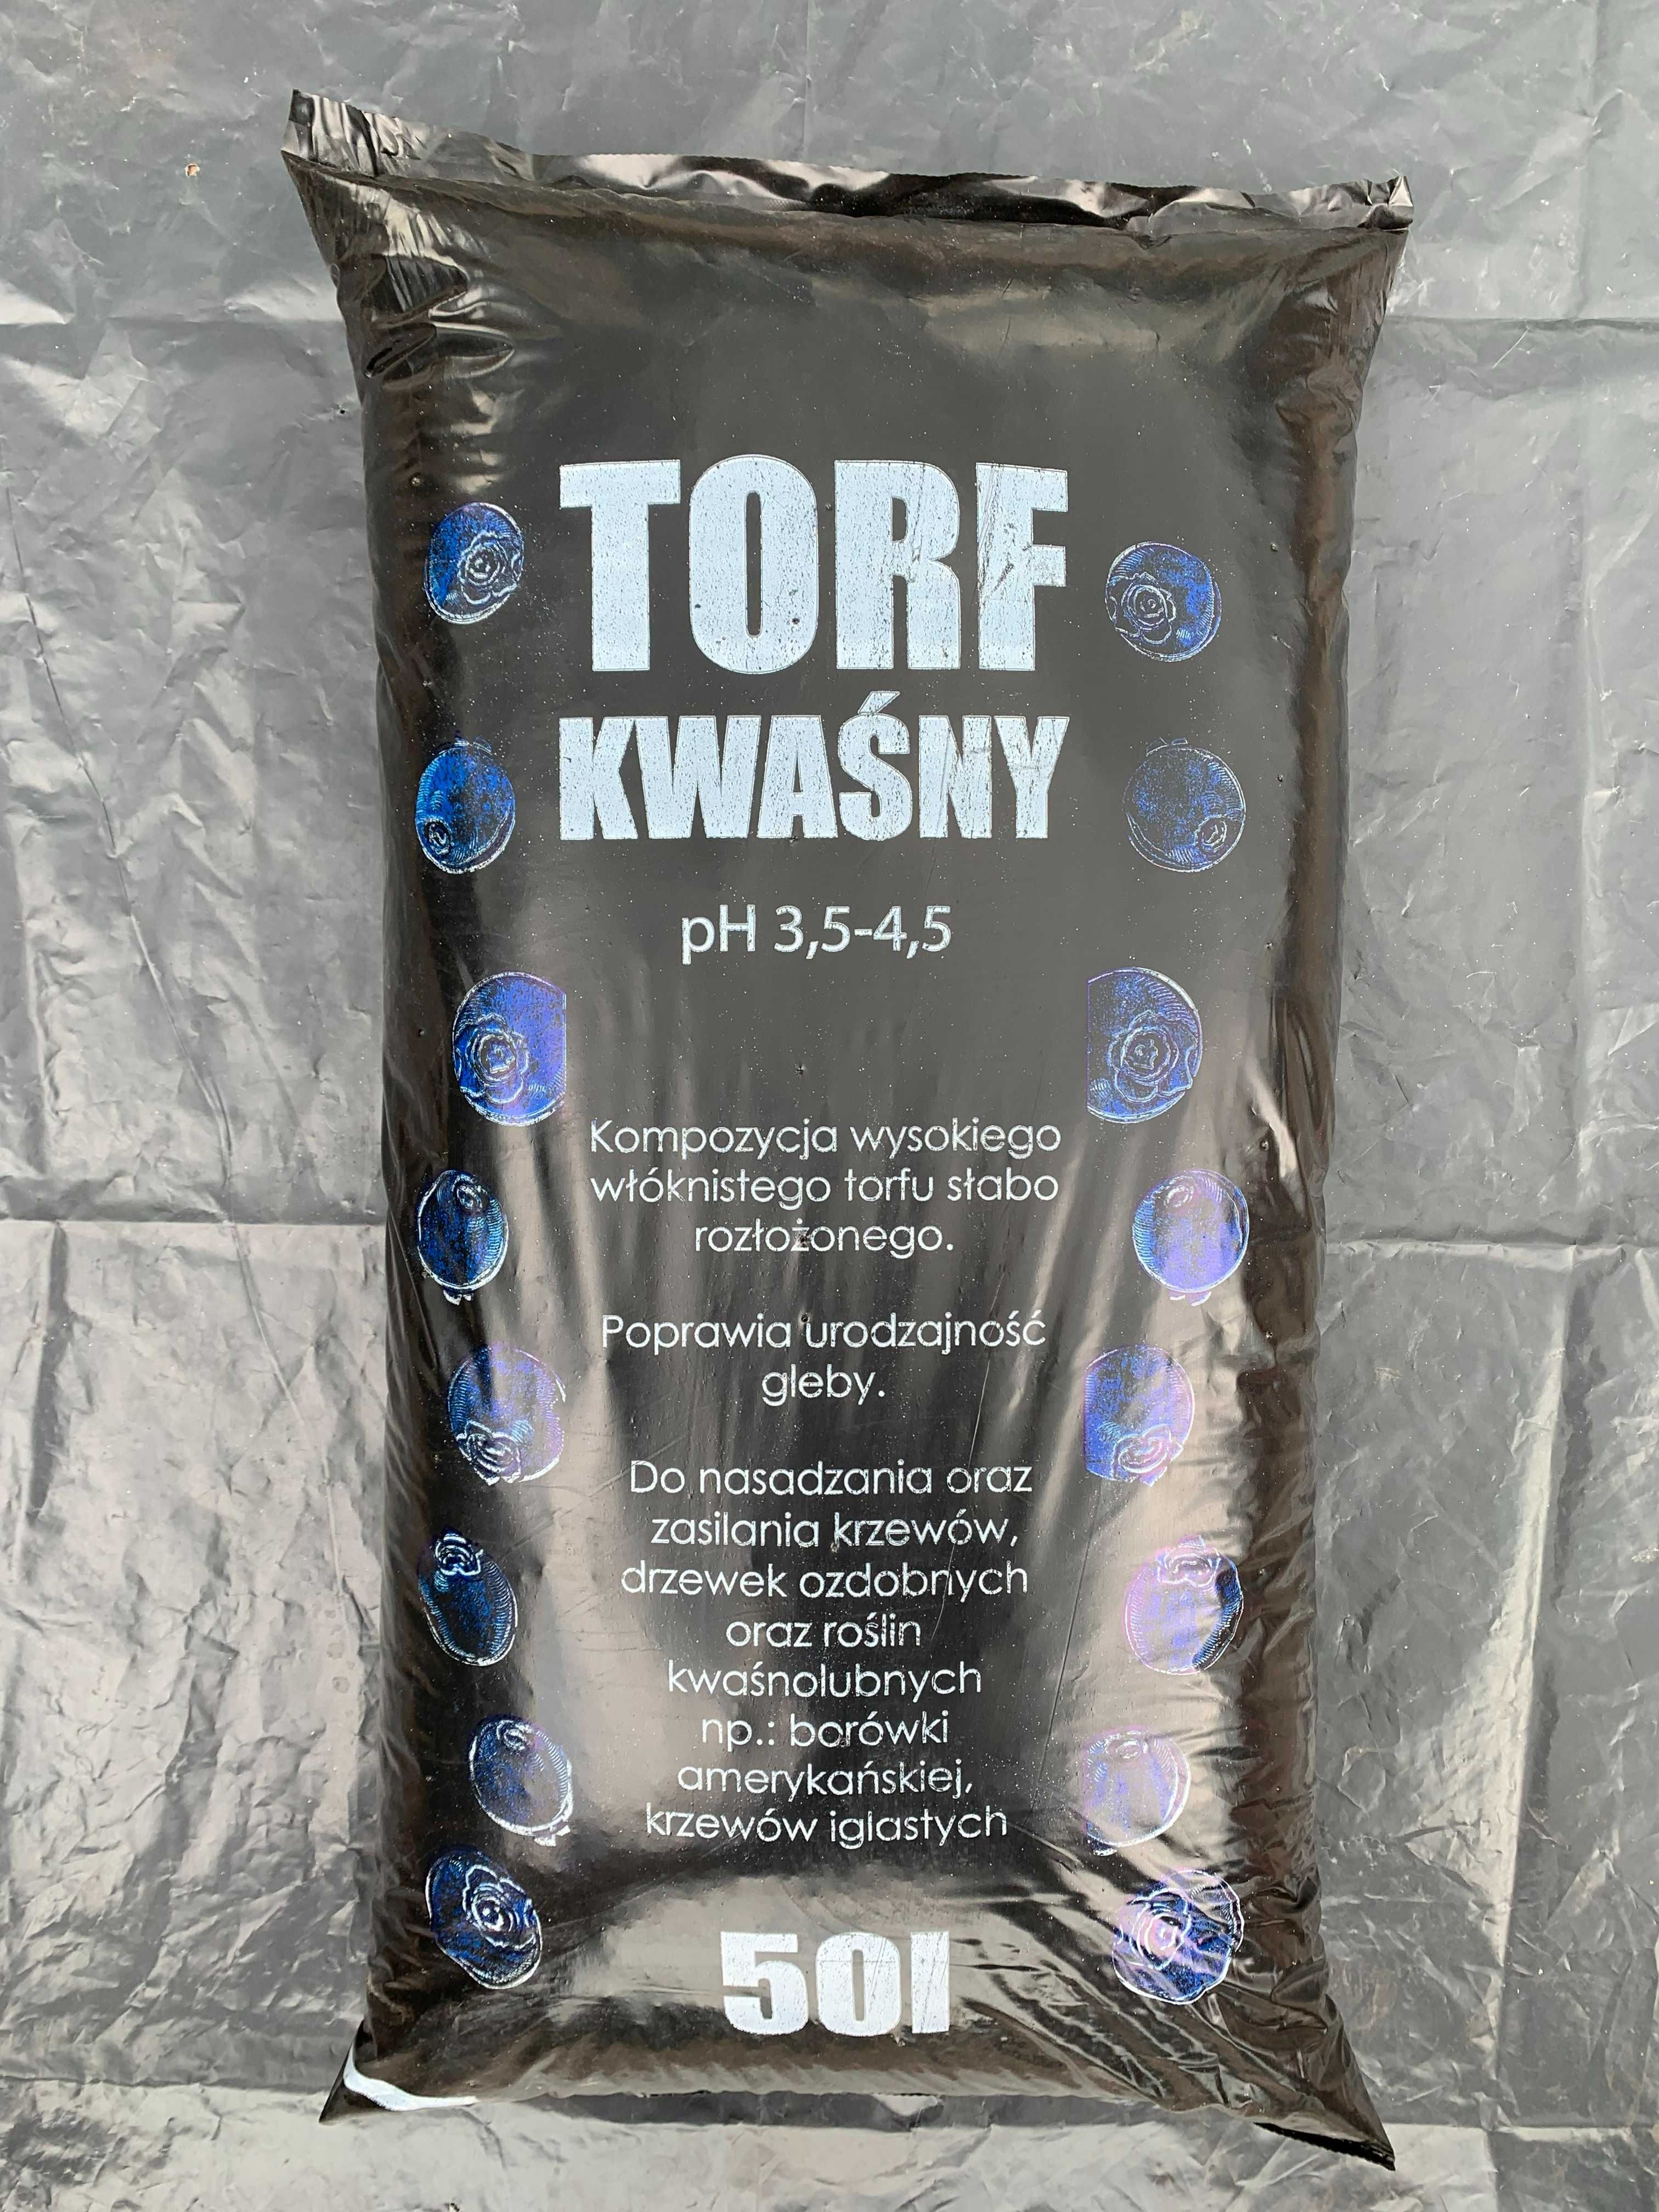 TORF
KWAŚNY
pH 3,5-4,5
Kompozycja wysokiego
włóknistego torfu słabo
rozłożonego.
Poprawia urodzajność
gleby.
Do nasadzania oraz
zasilania krzewów,
drzewek ozdobnych
oraz roślin
kwaśnolubnych
np.: borówki
amerykańskiej,
krzewów iglastych
50l